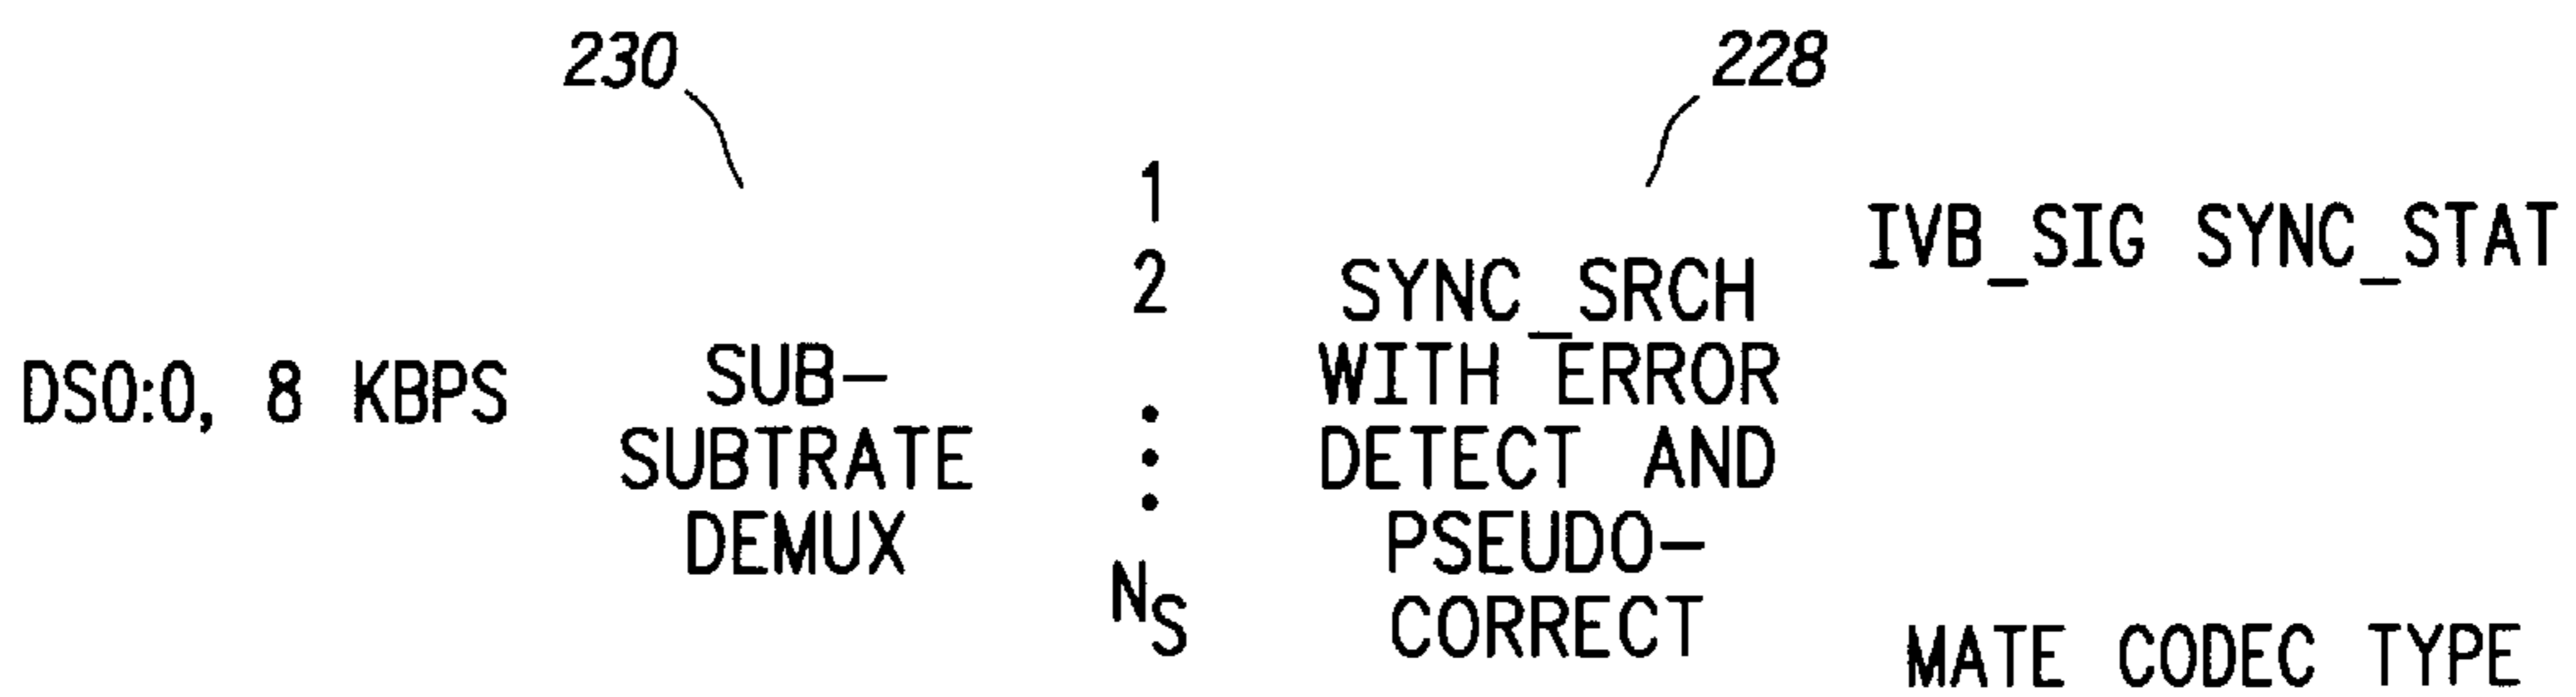 230
228
1
2
⋮
N_S
DS0:0, 8 KBPS
SUB-
SUBTRATE
DEMUX
SYNC_SRCH
WITH ERROR
DETECT AND
PSEUDO-
CORRECT
IVB_SIG SYNC_STAT
MATE CODEC TYPE